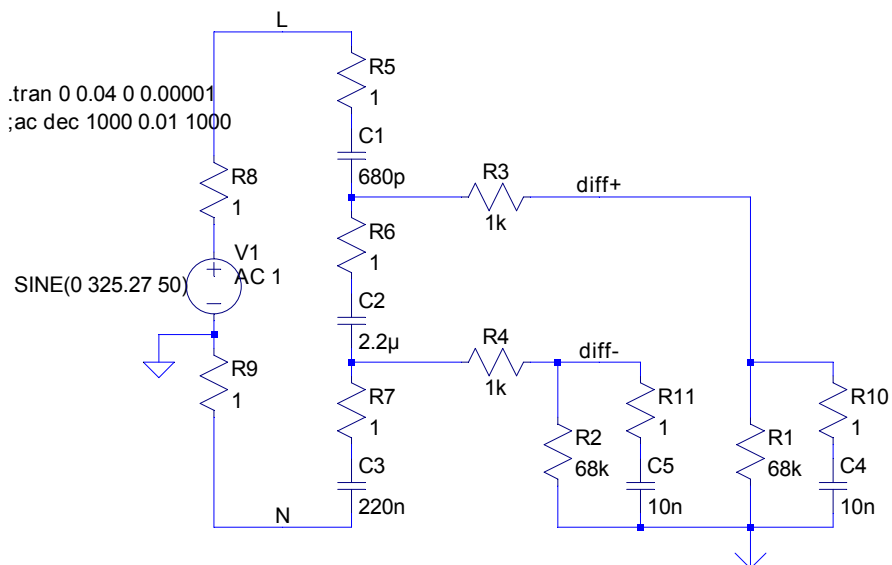 L
R5
1
.tran 0 0.04 0 0.00001
;ac dec 1000 0.01 1000
C1
680p
R8
1
R3
1k
diff+
R6
1
V1
AC 1
SINE(0 325.27 50)
+
–
C2
2.2µ
R4
1k
diff-
R9
1
R7
1
R11
1
R10
1
R2
68k
R1
68k
C3
220n
C5
10n
C4
10n
N